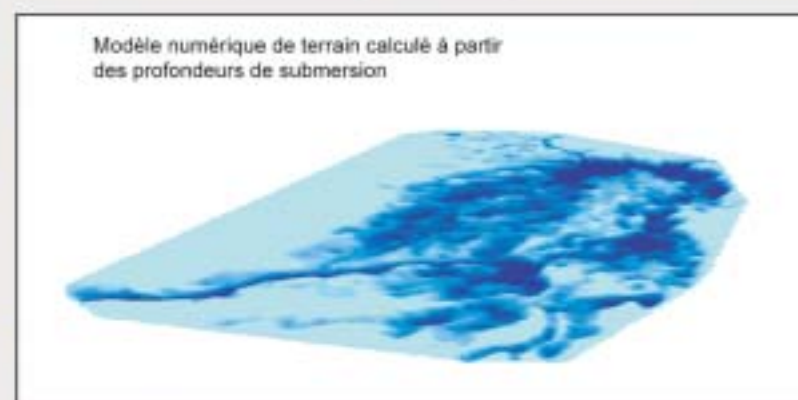 Modèle numérique de terrain calculé à partir
des profondeurs de submersion